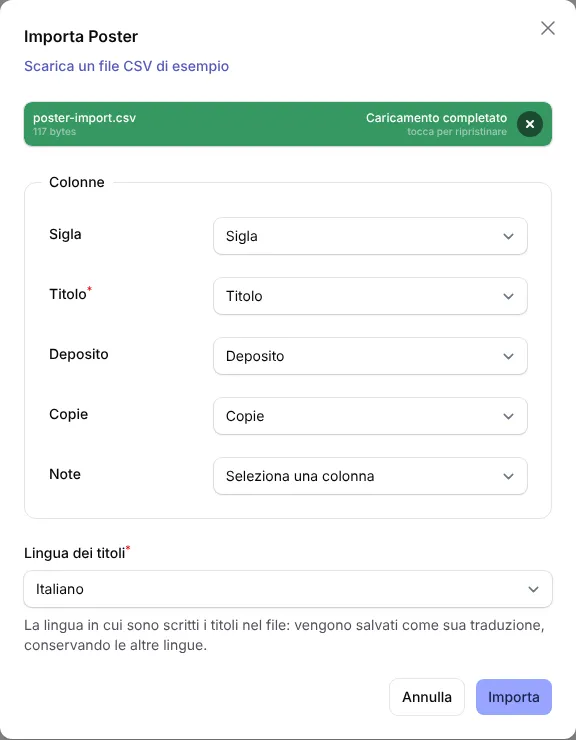 Importa Poster
Scarica un file CSV di esempio
poster-import.csv
Caricamento completato
117 bytes
tocca per ripristinare
Colonne
Sigla
Sigla
Titolo*
Titolo
Deposito
Deposito
Copie
Copie
Note
Seleziona una colonna
Lingua dei titoli*
Italiano
La lingua in cui sono scritti i titoli nel file: vengono salvati come sua traduzione,
conservando le altre lingue.
Annulla
Importa